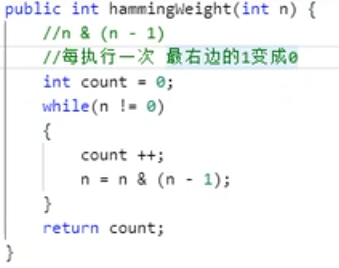 public int hammingWeight(int n) {
    //n & (n - 1)
    //每执行一次 最右边的1变成0
    int count = 0;
    while(n != 0)
    {
        count ++;
        n = n & (n - 1);
    }
    return count;
}